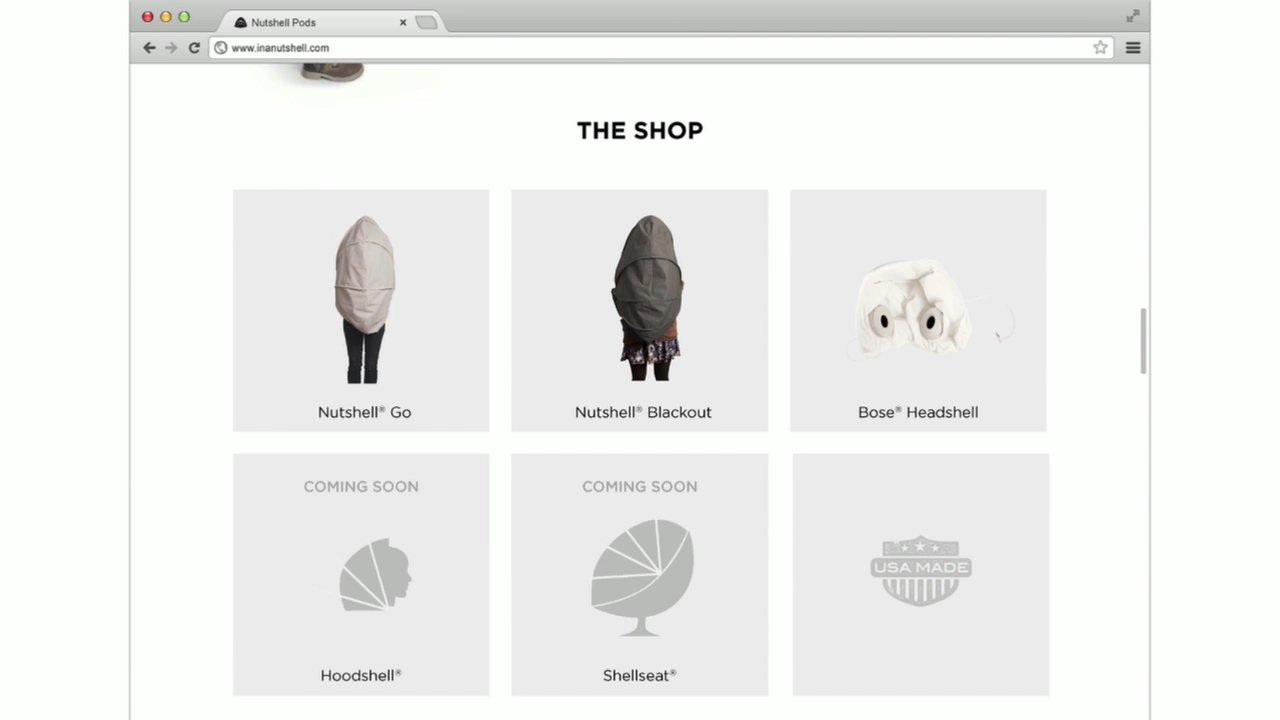 Nutshell Pods
www.inanutshell.com
THE SHOP
Nutshell® Go
Nutshell® Blackout
Bose® Headshell
COMING SOON
COMING SOON
USA MADE
Hoodshell®
Shellseat®